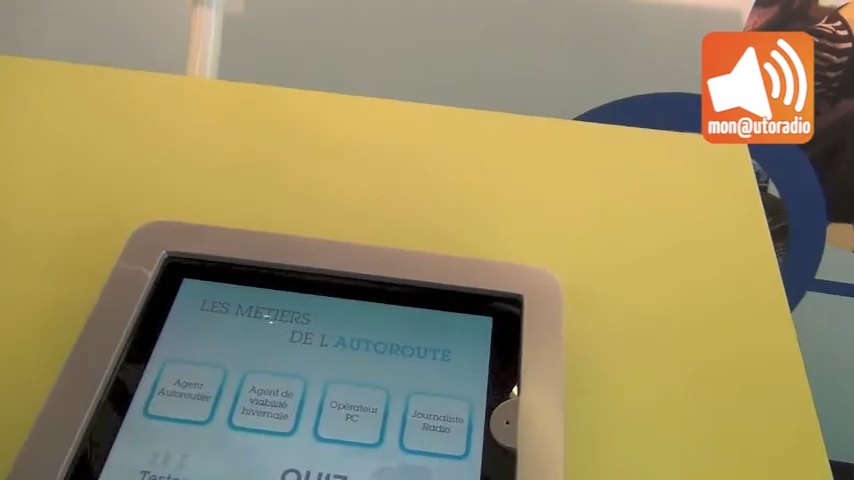 mon@utoradio
LES MÉTIERS
DE L'AUTOROUTE
Agent
Autoroutier
Agent de
viabilité
hivernale
Opérateur
PC
Journaliste
Radio
QUIZ